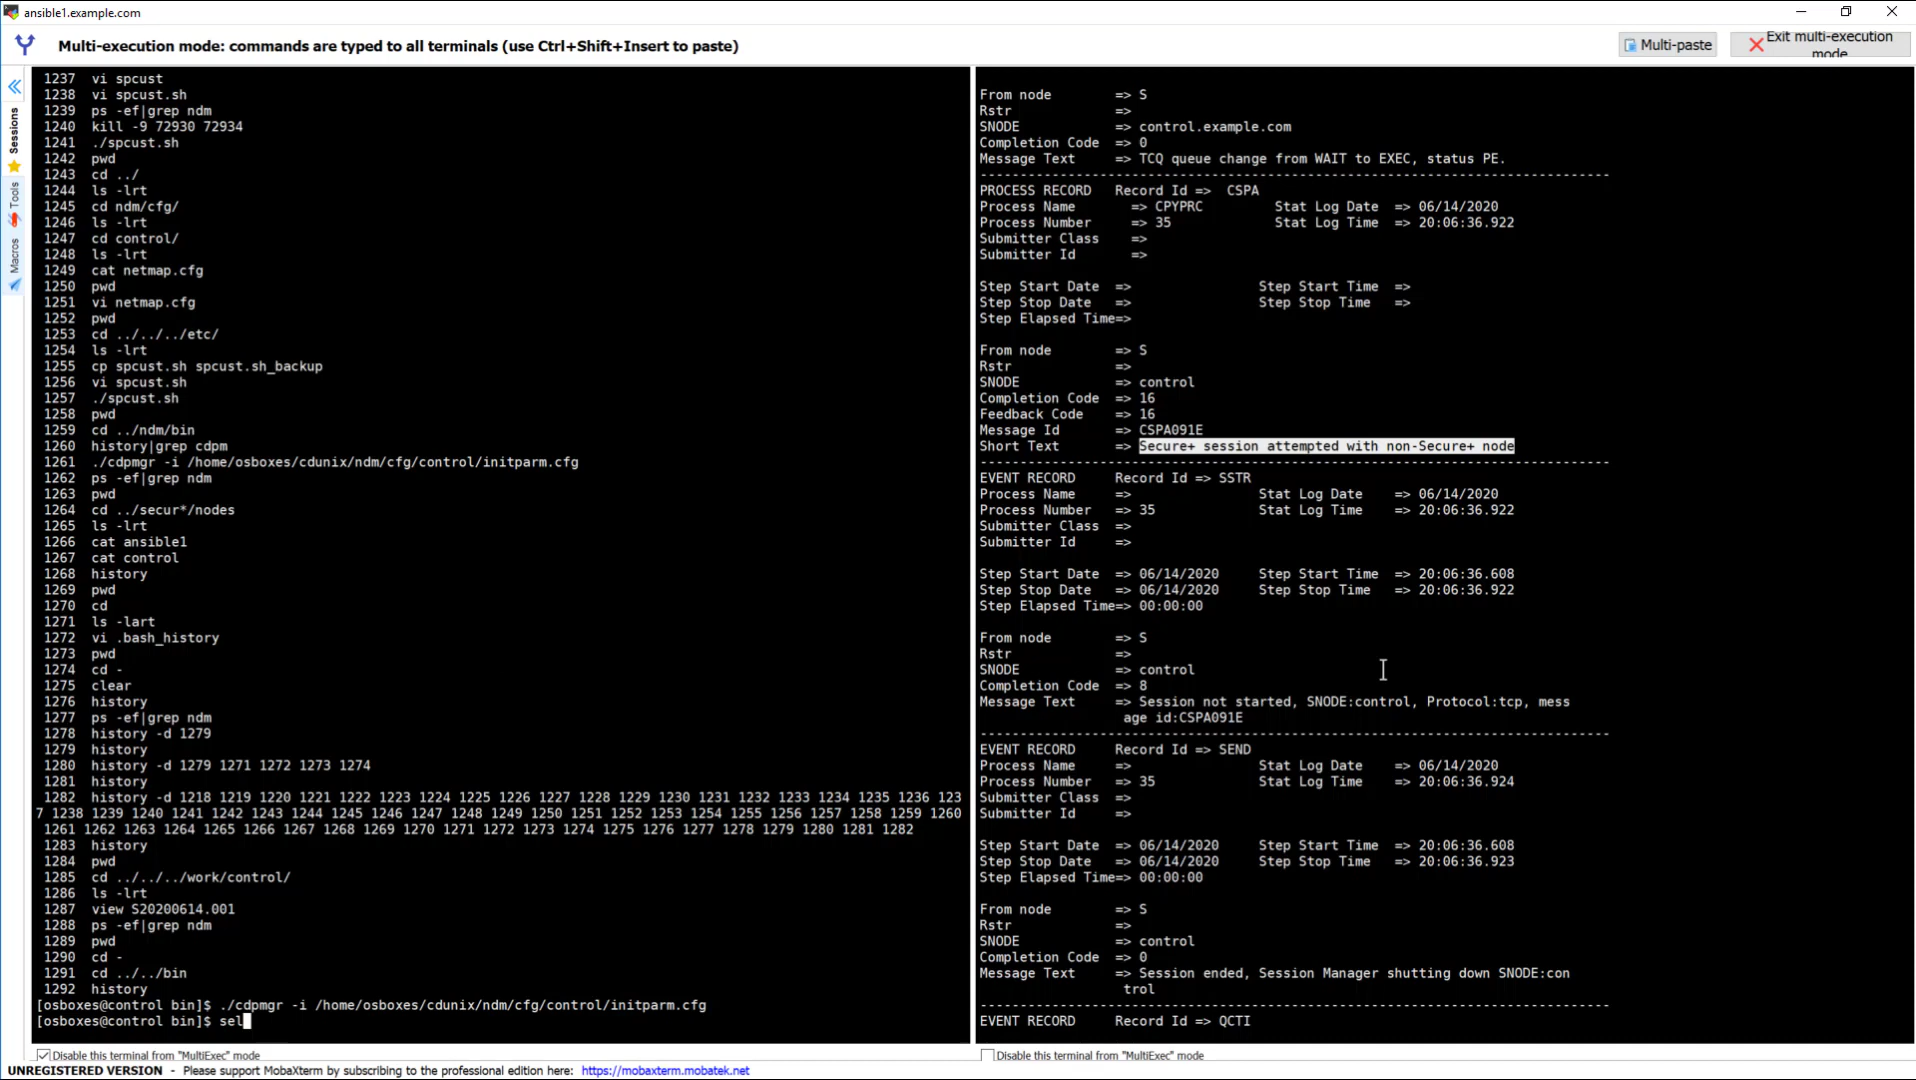 ansible1.example.com
Multi-execution mode: commands are typed to all terminals (use Ctrl+Shift+Insert to paste)
Multi-paste
Exit multi-execution
mode
Sessions
Tools
Macros
1237 vi spcust
1238 vi spcust.sh
1239 ps -ef|grep ndm
1240 kill -9 72930 72934
1241 ./spcust.sh
1242 pwd
1243 cd ../
1244 ls -lrt
1245 cd ndm/cfg/
1246 ls -lrt
1247 cd control/
1248 ls -lrt
1249 cat netmap.cfg
1250 pwd
1251 vi netmap.cfg
1252 pwd
1253 cd ../../../etc/
1254 ls -lrt
1255 cp spcust.sh spcust.sh_backup
1256 vi spcust.sh
1257 ./spcust.sh
1258 pwd
1259 cd ../ndm/bin
1260 history|grep cdpm
1261 ./cdpmgr -i /home/osboxes/cdunix/ndm/cfg/control/initparm.cfg
1262 ps -ef|grep ndm
1263 pwd
1264 cd ../secur*/nodes
1265 ls -lrt
1266 cat ansible1
1267 cat control
1268 history
1269 pwd
1270 cd
1271 ls -lart
1272 vi .bash_history
1273 pwd
1274 cd -
1275 clear
1276 history
1277 ps -ef|grep ndm
1278 history -d 1279
1279 history
1280 history -d 1279 1271 1272 1273 1274
1281 history
1282 history -d 1218 1219 1220 1221 1222 1223 1224 1225 1226 1227 1228 1229 1230 1231 1232 1233 1234 1235 1236 123
7 1238 1239 1240 1241 1242 1243 1244 1245 1246 1247 1248 1249 1250 1251 1252 1253 1254 1255 1256 1257 1258 1259 1260
1261 1262 1263 1264 1265 1266 1267 1268 1269 1270 1271 1272 1273 1274 1275 1276 1277 1278 1279 1280 1281 1282
1283 history
1284 pwd
1285 cd ../../../work/control/
1286 ls -lrt
1287 view S20200614.001
1288 ps -ef|grep ndm
1289 pwd
1290 cd -
1291 cd ../../bin
1292 history
[osboxes@control bin]$ ./cdpmgr -i /home/osboxes/cdunix/ndm/cfg/control/initparm.cfg
[osboxes@control bin]$ sel
From node => S
Rstr =>
SNODE => control.example.com
Completion Code => 0
Message Text => TCQ queue change from WAIT to EXEC, status PE.
-------------------------------------------------------------------------------
PROCESS RECORD Record Id => CSPA
Process Name => CPYPRC Stat Log Date => 06/14/2020
Process Number => 35 Stat Log Time => 20:06:36.922
Submitter Class =>
Submitter Id =>
Step Start Date => Step Start Time =>
Step Stop Date => Step Stop Time =>
Step Elapsed Time=>
From node => S
Rstr =>
SNODE => control
Completion Code => 16
Feedback Code => 16
Message Id => CSPA091E
Short Text => Secure+ session attempted with non-Secure+ node
-------------------------------------------------------------------------------
EVENT RECORD Record Id => SSTR
Process Name => Stat Log Date => 06/14/2020
Process Number => 35 Stat Log Time => 20:06:36.922
Submitter Class =>
Submitter Id =>
Step Start Date => 06/14/2020 Step Start Time => 20:06:36.608
Step Stop Date => 06/14/2020 Step Stop Time => 20:06:36.922
Step Elapsed Time=> 00:00:00
From node => S
Rstr =>
SNODE => control
Completion Code => 8
Message Text => Session not started, SNODE:control, Protocol:tcp, mess
age id:CSPA091E
-------------------------------------------------------------------------------
EVENT RECORD Record Id => SEND
Process Name => Stat Log Date => 06/14/2020
Process Number => 35 Stat Log Time => 20:06:36.924
Submitter Class =>
Submitter Id =>
Step Start Date => 06/14/2020 Step Start Time => 20:06:36.608
Step Stop Date => 06/14/2020 Step Stop Time => 20:06:36.923
Step Elapsed Time=> 00:00:00
From node => S
Rstr =>
SNODE => control
Completion Code => 0
Message Text => Session ended, Session Manager shutting down SNODE:con
trol
-------------------------------------------------------------------------------
EVENT RECORD Record Id => QCTI
Disable this terminal from "MultiExec" mode
Disable this terminal from "MultiExec" mode
UNREGISTERED VERSION - Please support MobaXterm by subscribing to the professional edition here: https://mobaxterm.mobatek.net